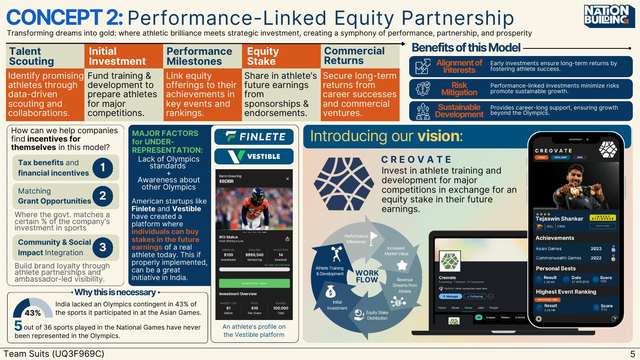 CONCEPT 2: Performance-Linked Equity Partnership
NATION BUILDING
Transforming dreams into gold: where athletic brilliance meets strategic investment, creating a symphony of performance, partnership, and prosperity
Talent
Scouting
Identify promising
athletes through
data-driven
scouting and
collaborations.
Initial
Investment
Fund training &
development to
prepare athletes
for major
competitions.
Performance
Milestones
Link equity
offerings to their
achievements in
key events and
rankings.
Equity
Stake
Share in athlete's
future earnings
from
sponsorships &
endorsements.
Commercial
Returns
Secure long-term
returns from
career successes
and commercial
ventures.
Benefits of this Model
Alignment of
Interests
Early investments ensure long-term returns by
fostering athlete success.
Risk
Mitigation
Performance-linked investments minimize risks
promote sustainable growth.
Sustainable
Development
Provides career-long support, ensuring growth
beyond the Olympics.
How can we help companies
find incentives for
themselves in this model?
Tax benefits and
financial incentives
1
Matching
Grant Opportunities
2
Where the govt. matches a
certain % of the company's
investment in sports
Community & Social
Impact Integration
3
Build brand loyalty through
athlete partnerships and
ambassador-led visibility.
MAJOR FACTORS
for UNDER-
REPRESENTATION:
Lack of Olympics
standards
+
Awareness about
other Olympics
American startups like
Finlete and Vestible
have created a
platform where
individuals can buy
stakes in the future
earnings of a real
athlete today. This if
properly implemented,
can be a great
initiative in India.
FINLETE
VESTIBLE
An athlete's profile on
the Vestible platform
Why this is necessary
43%
India lacked an Olympics contingent in 43% of
the sports it participated in at the Asian Games.
5 out of 36 sports played in the National Games have never
been represented in the Olympics.
Introducing our vision:
CREOVATE
Invest in athlete training and
development for major
competitions in exchange for an
equity stake in their future
earnings.
WORK
FLOW
Performance
Milestones
Increased
Market Value
Revenue
Streams from
Athletes
Equity Stake
Distribution
Initial
Investment
Athlete Training
& Development
Creovate
CREOVATE
Tejaswin Shankar
Achievements
Asian Games
2023
Commonwealth Games
2022
Personal Bests
Result
Date
Score
Highest Event Ranking
Result
Score
Team Suits (UQ3F969C)
5